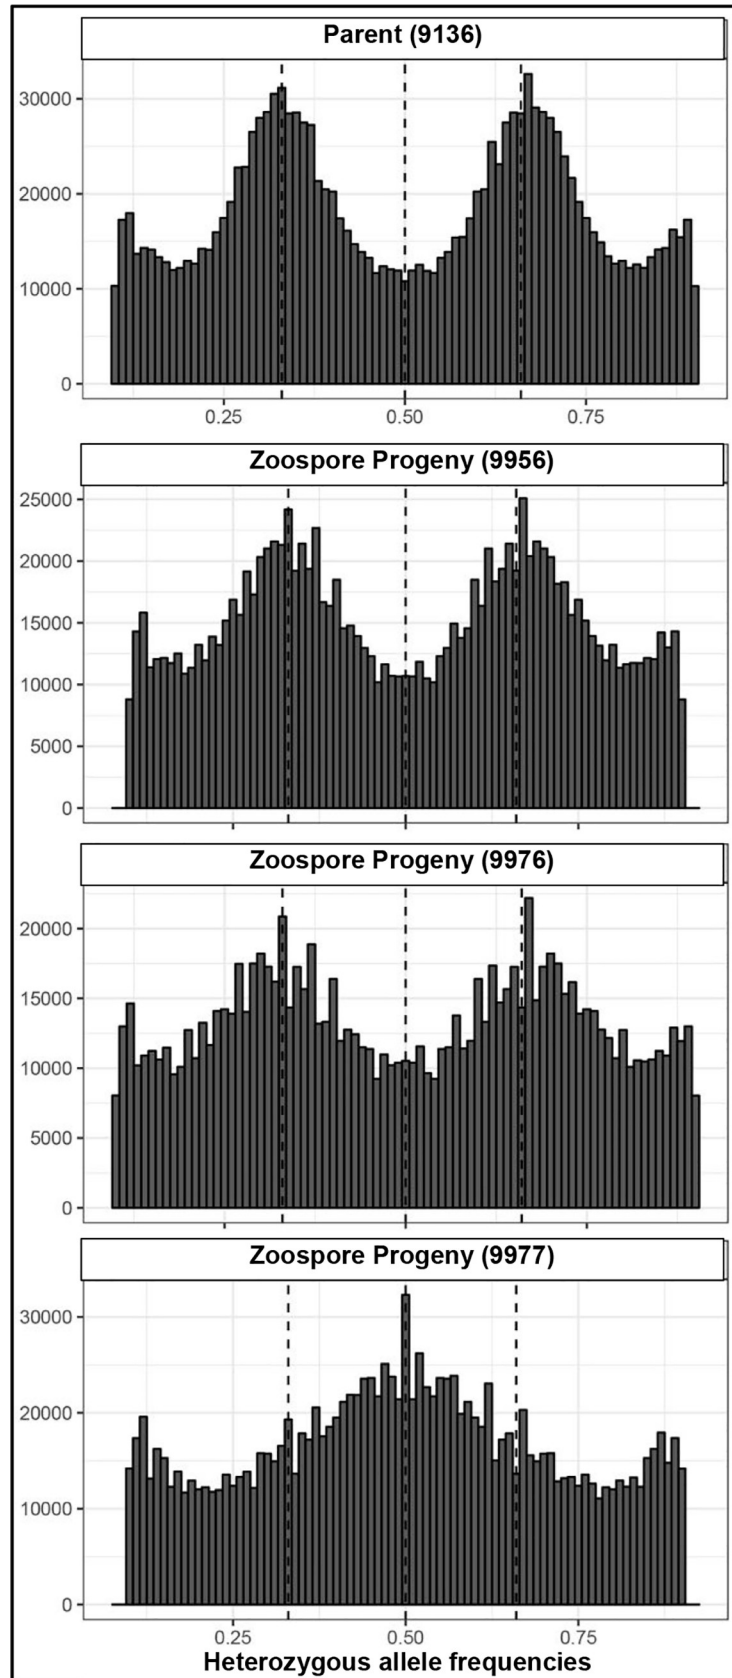 Parent (9136)
30000
20000
10000
0
0.25 0.50 0.75
Zoospore Progeny (9956)
25000
20000
15000
10000
5000
0
Zoospore Progeny (9976)
20000
15000
10000
5000
0
Zoospore Progeny (9977)
30000
20000
10000
0
0.25 0.50 0.75
Heterozygous allele frequencies